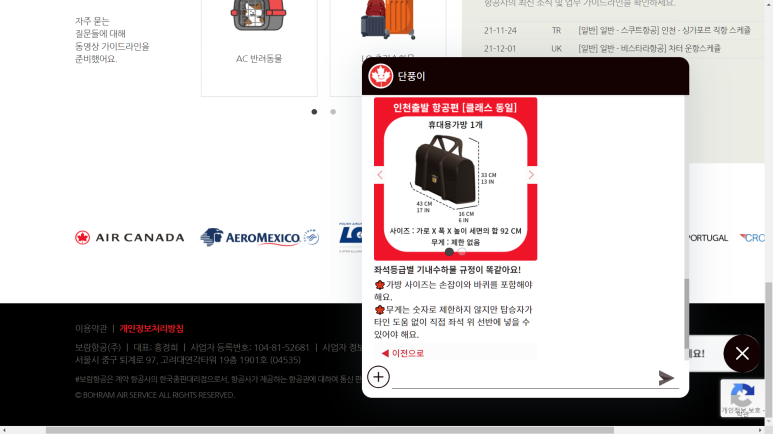 항공사의 최신 소식 및 업무 가이드라인을 확인하세요.
자주 묻는
질문들에 대해
동영상 가이드라인을
준비했어요.
AC 반려동물
21-11-24 TR [일반] 일반 - 스쿠트항공] 인천 - 싱가포르 직항 스케쥴
21-12-01 UK [일반] 일반 - 비스타라항공] 차터 운항스케쥴
단풍이
인천출발 항공편 [클래스 동일]
휴대용가방 1개
33 CM
13 IN
43 CM
17 IN
16 CM
6 IN
사이즈 : 가로 X 폭 X 높이 세면의 합 92 CM
무게 : 제한 없음
좌석등급별 기내수하물 규정이 똑같아요!
가방 사이즈는 손잡이와 바퀴를 포함해야
해요.
무게는 숫자로 제한하지 않지만 탑승자가
타인 도움 없이 직접 좌석 위 선반에 넣을 수
있어야 해요.
◀ 이전으로
AIR CANADA
AEROMEXICO
LO
PORTUGAL
CRO
이용약관 | 개인정보처리방침
보람항공(주) | 대표: 홍경희 | 사업자 등록번호: 104-81-52681 | 사업자 정보
서울시 중구 퇴계로 97, 고려대연각타워 19층 1901호 (04535)
#보람항공은 계약 항공사의 한국총판대리점으로서, 항공사가 제공하는 항공권에 대하여 통신 판
© BOHRAM AIR SERVICE ALL RIGHTS RESERVED.
요!
개인정보 보호 -
약관